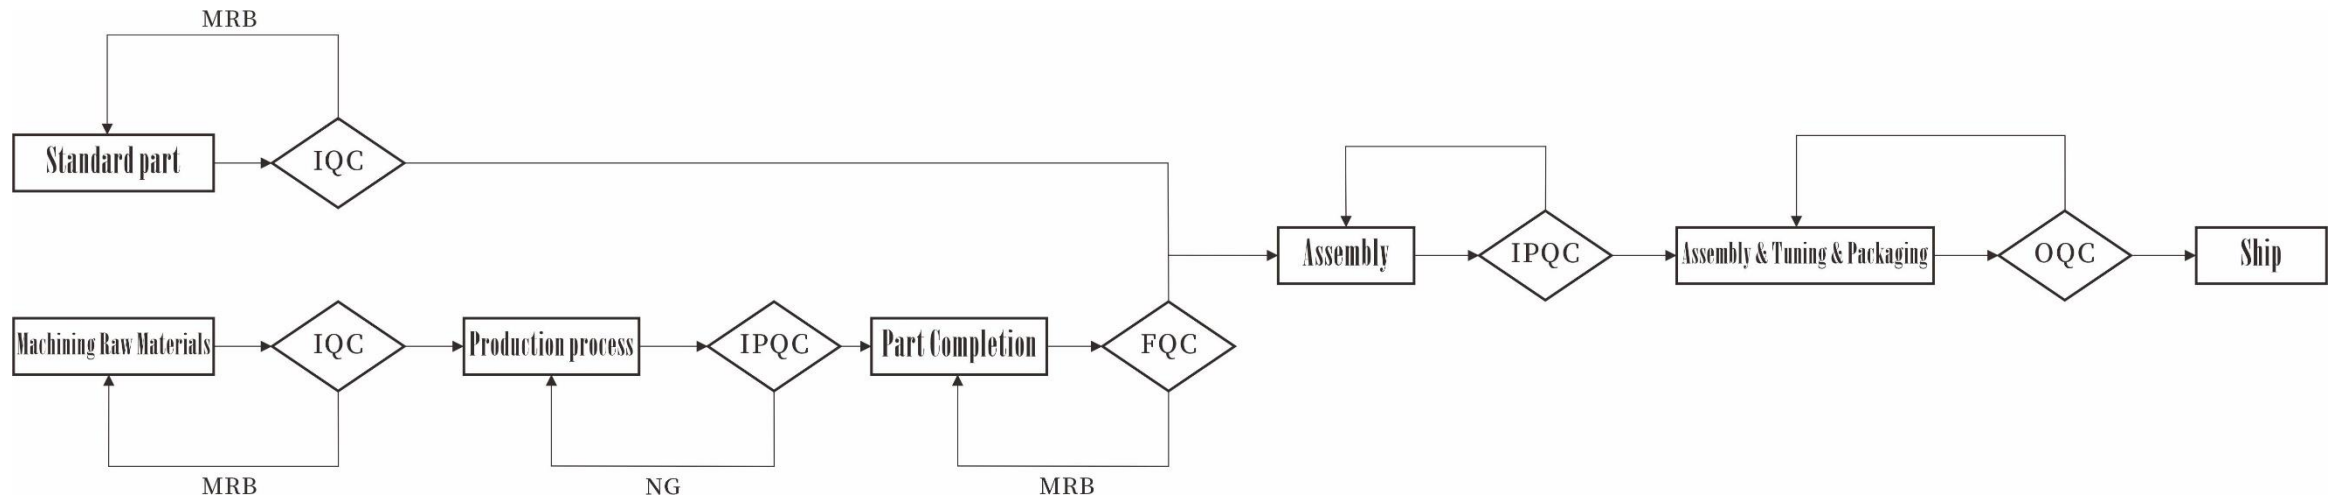 MRB
Standard part
IQC
Assembly
IPQC
Assembly & Tuning & Packaging
OQC
Ship
Machining Raw Materials
IQC
Production process
IPQC
Part Completion
FQC
MRB
NG
MRB